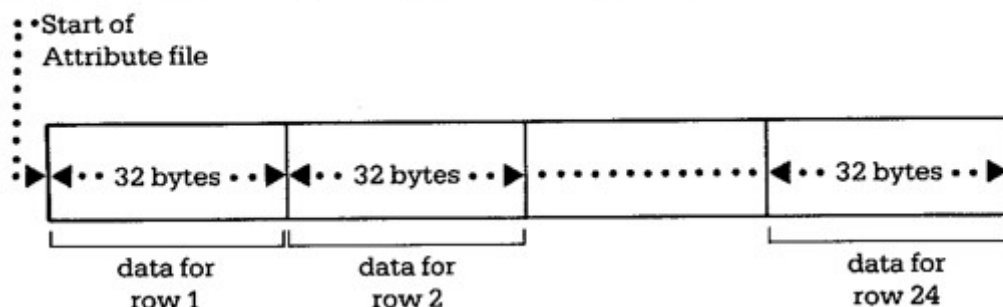 Start of
Attribute file
32 bytes 32 bytes 32 bytes
data for data for data for
row 1 row 2 row 24